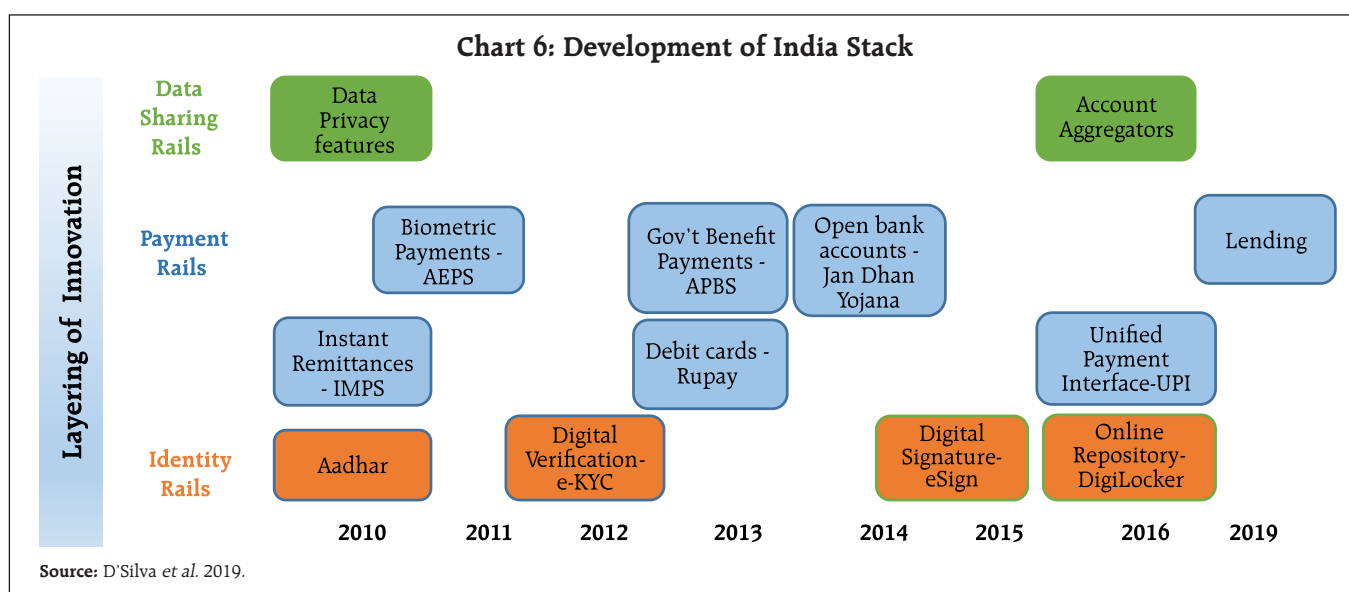 Chart 6: Development of India Stack
Layering of Innovation
Data
Sharing
Rails
Data
Privacy
features
Account
Aggregators
Payment
Rails
Biometric
Payments -
AEPS
Gov't Benefit
Payments -
APBS
Open bank
accounts -
Jan Dhan
Yojana
Lending
Instant
Remittances
- IMPS
Debit cards -
Rupay
Unified
Payment
Interface-UPI
Identity
Rails
Aadhar
Digital
Verification-
e-KYC
Digital
Signature-
eSign
Online
Repository-
DigiLocker
2010 2011 2012 2013 2014 2015 2016 2019
Source: D'Silva et al. 2019.